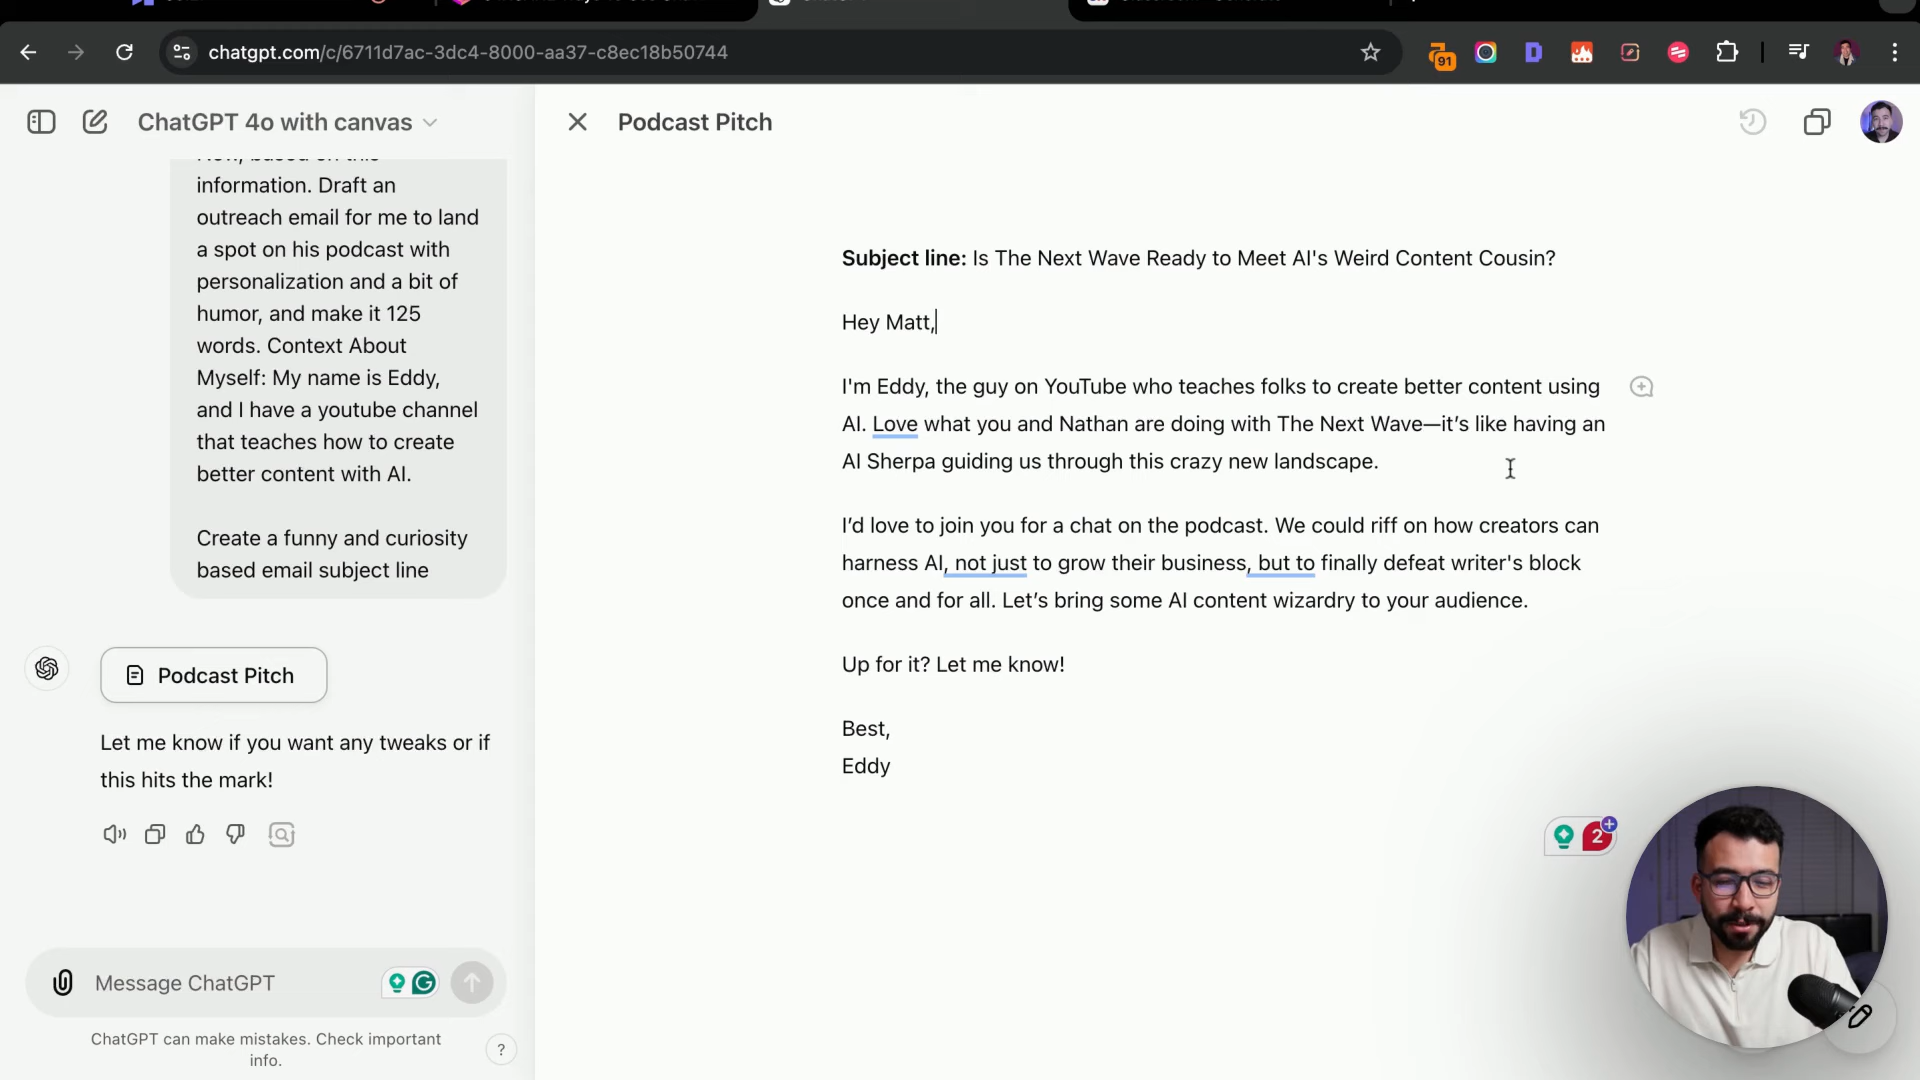 chatgpt.com/c/6711d7ac-3dc4-8000-aa37-c8ec18b50744
91
ChatGPT 4o with canvas
Podcast Pitch
Now, based on this
information. Draft an
outreach email for me to land
a spot on his podcast with
personalization and a bit of
humor, and make it 125
words. Context About
Myself: My name is Eddy,
and I have a youtube channel
that teaches how to create
better content with AI.
Create a funny and curiosity
based email subject line
Podcast Pitch
Let me know if you want any tweaks or if
this hits the mark!
Message ChatGPT
ChatGPT can make mistakes. Check important
info.
?
Subject line: Is The Next Wave Ready to Meet AI's Weird Content Cousin?
Hey Matt,
I'm Eddy, the guy on YouTube who teaches folks to create better content using
AI. Love what you and Nathan are doing with The Next Wave—it’s like having an
AI Sherpa guiding us through this crazy new landscape.
I’d love to join you for a chat on the podcast. We could riff on how creators can
harness AI, not just to grow their business, but to finally defeat writer's block
once and for all. Let’s bring some AI content wizardry to your audience.
Up for it? Let me know!
Best,
Eddy
2